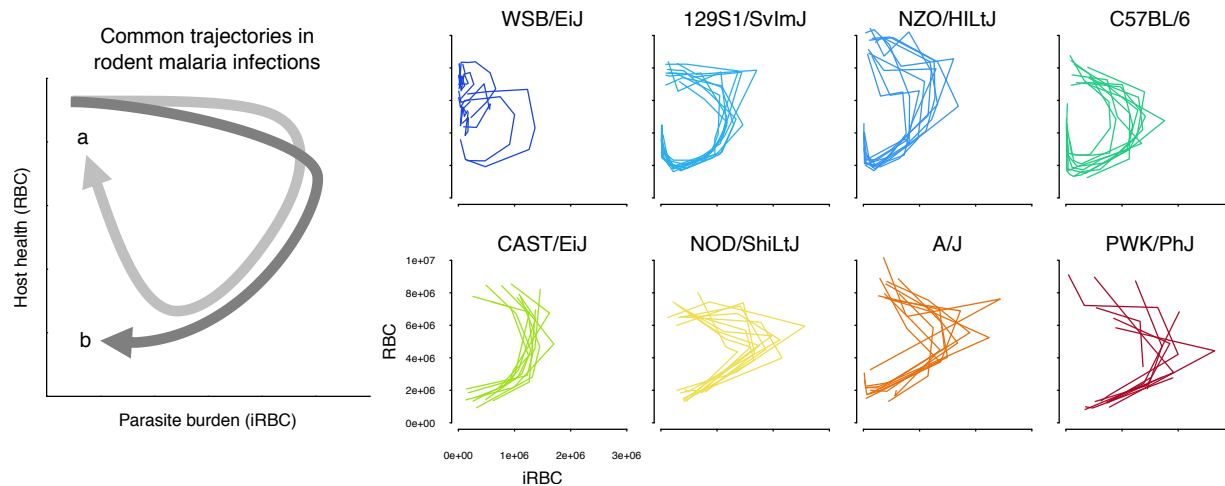 Common trajectories in
rodent malaria infections
a
b
Host health (RBC)
Parasite burden (iRBC)
WSB/EiJ
129S1/SvImJ
NZO/HILtJ
C57BL/6
CAST/EiJ
NOD/ShiLtJ
A/J
PWK/PhJ
RBC
1e+07
8e+06
6e+06
4e+06
2e+06
0e+00
0e+00 1e+06 2e+06 3e+06
iRBC